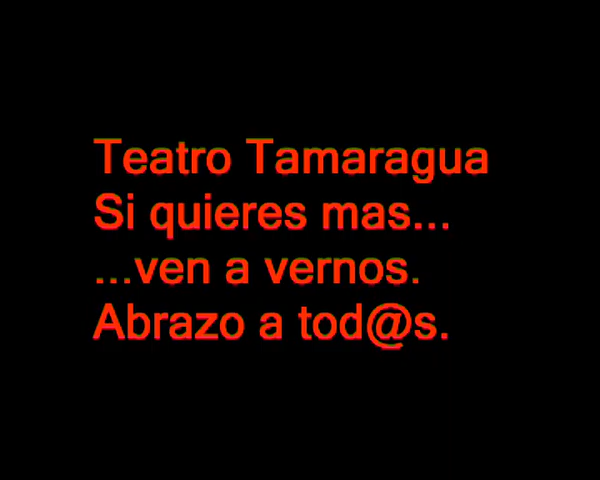 Teatro Tamaragua
Si quieres mas...
...ven a vernos.
Abrazo a tod@s.